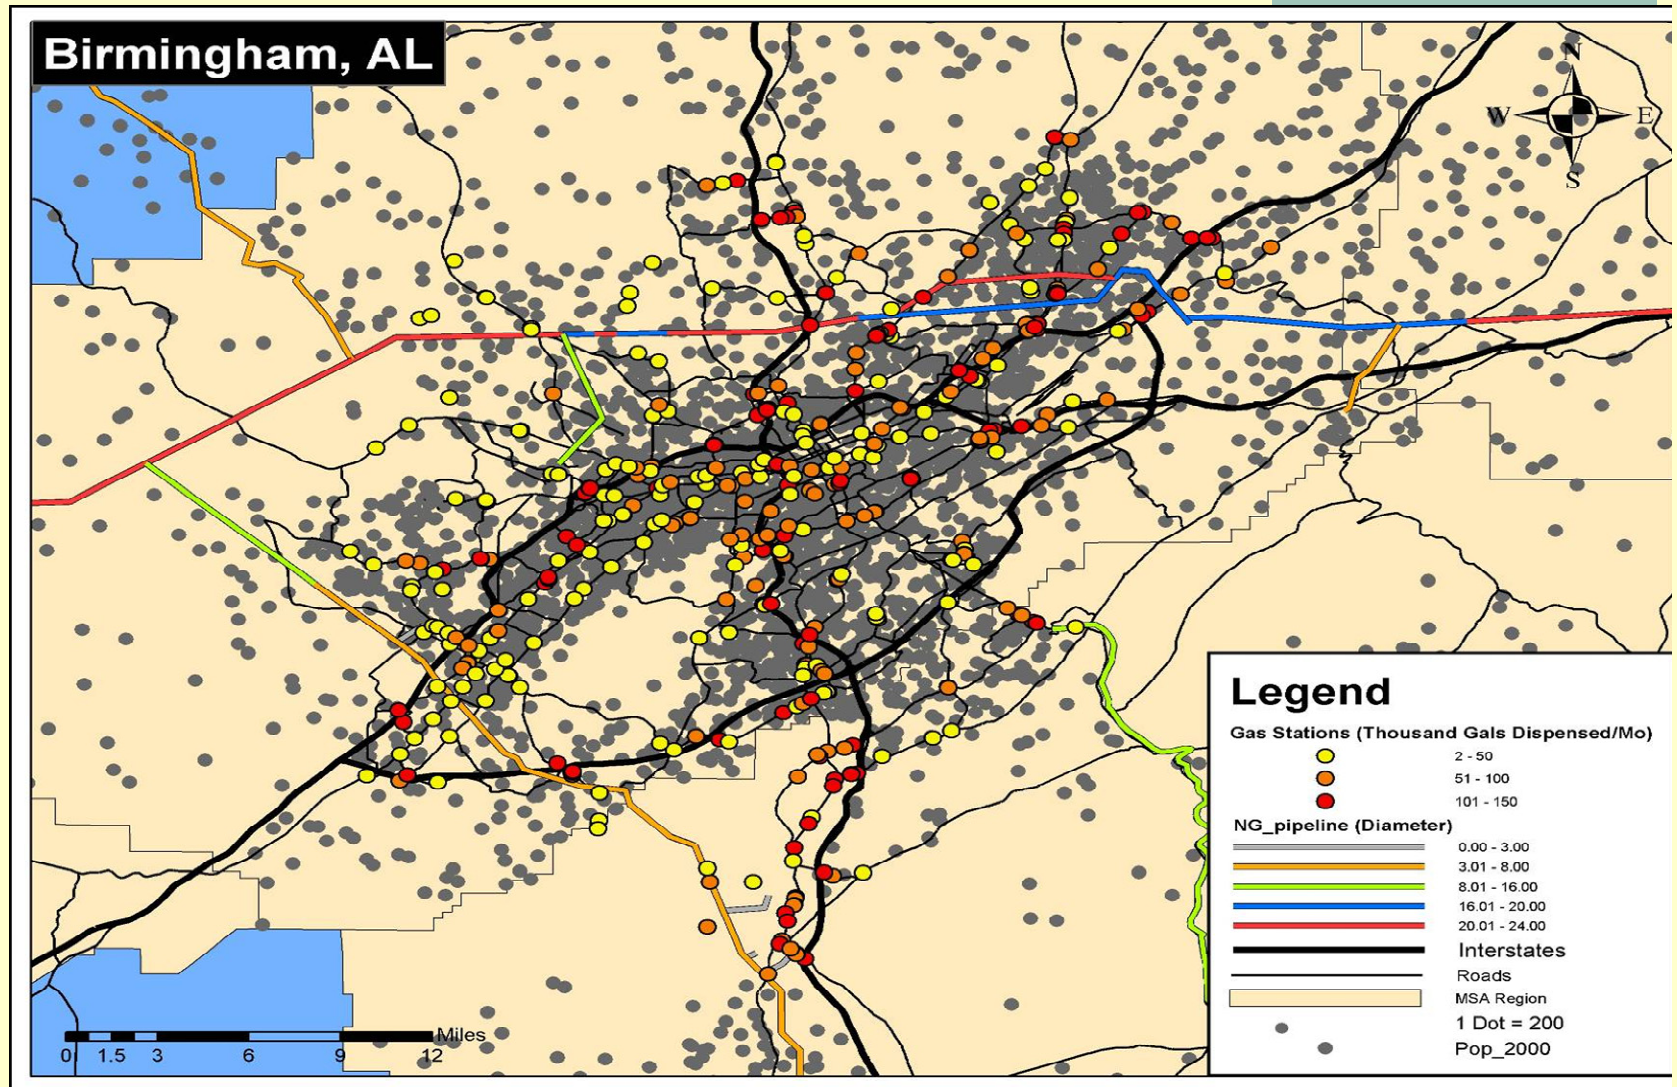 Birmingham, AL
N
W E
S
Legend
Gas Stations (Thousand Gals Dispensed/Mo)
2 - 50
51 - 100
101 - 150
NG_pipeline (Diameter)
0.00 - 3.00
3.01 - 8.00
8.01 - 16.00
16.01 - 20.00
20.01 - 24.00
Interstates
Roads
MSA Region
1 Dot = 200
Pop_2000
Miles
0 1.5 3 6 9 12